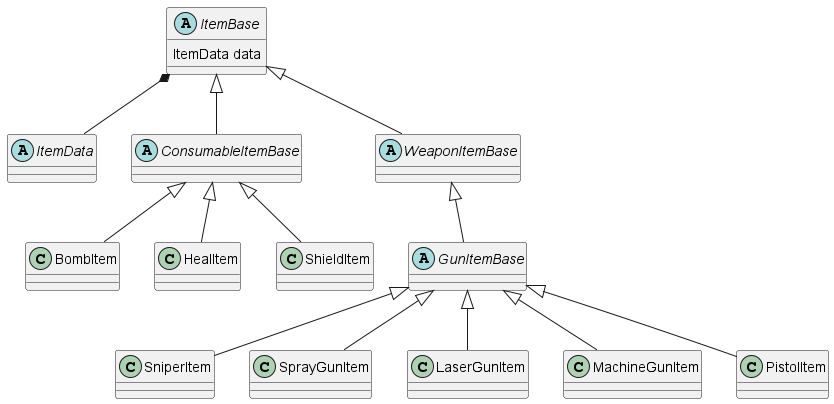 A ItemBase
ItemData data
A ItemData
A ConsumableItemBase
A WeaponItemBase
C BombItem
C HealItem
C ShieldItem
A GunItemBase
C SniperItem
C SprayGunItem
C LaserGunItem
C MachineGunItem
C PistolItem